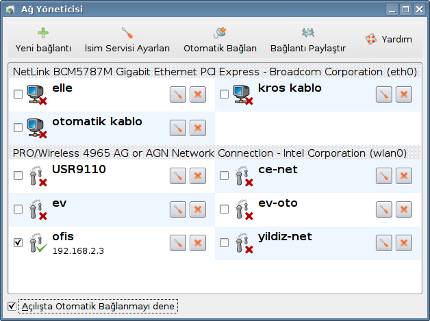 Ağ Yöneticisi
Yeni bağlantı İsim Servisi Ayarları Otomatik Bağlan Bağlantı Paylaştır Yardım
NetLink BCM5787M Gigabit Ethernet PCI Express - Broadcom Corporation (eth0)
elle kros kablo
otomatik kablo
PRO/Wireless 4965 AG or AGN Network Connection - Intel Corporation (wlan0)
USR9110 ce-net
ev ev-oto
ofis yildiz-net
192.168.2.3
Açılışta Otomatik Bağlanmayı dene